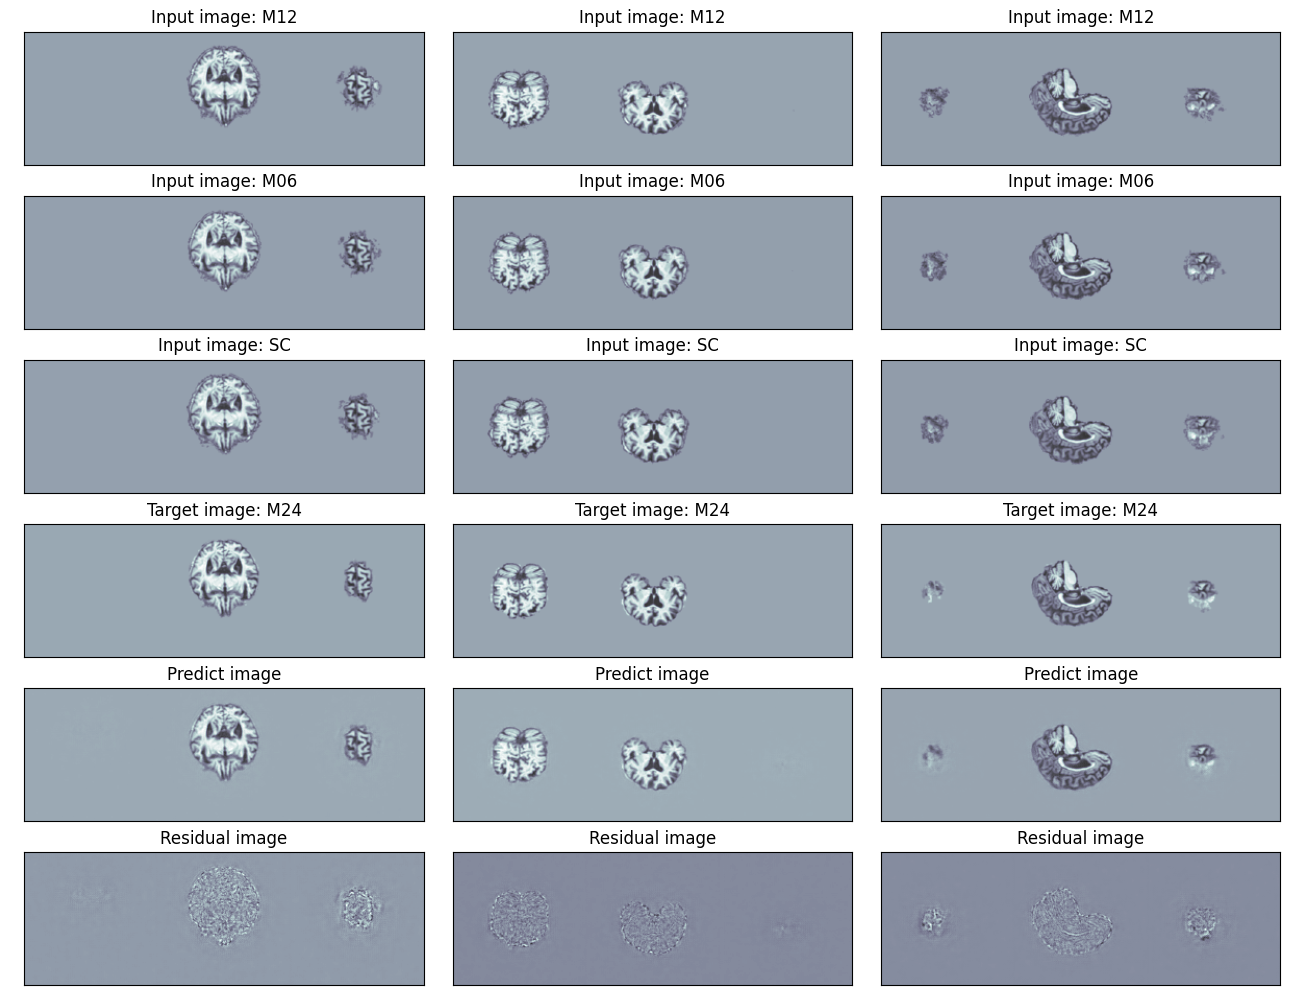 Input image: M12 Input image: M12 Input image: M12
Input image: M06 Input image: M06 Input image: M06
Input image: SC Input image: SC Input image: SC
Target image: M24 Target image: M24 Target image: M24
Predict image Predict image Predict image
Residual image Residual image Residual image